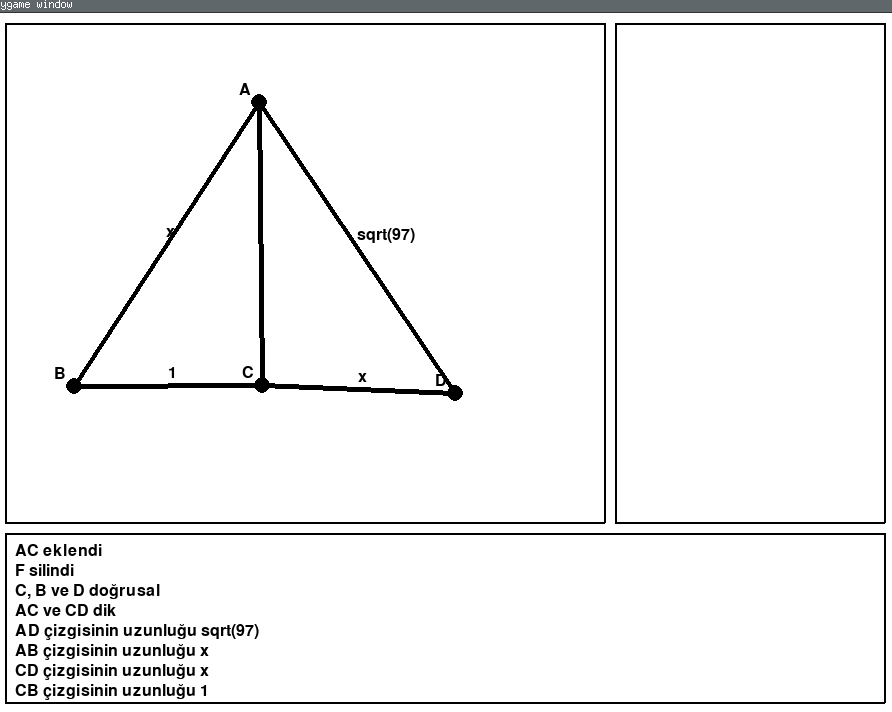 ygame window
A
x
sqrt(97)
B
1
C
x
D
AC eklendi
F silindi
C, B ve D doğrusal
AC ve CD dik
AD çizgisinin uzunluğu sqrt(97)
AB çizgisinin uzunluğu x
CD çizgisinin uzunluğu x
CB çizgisinin uzunluğu 1